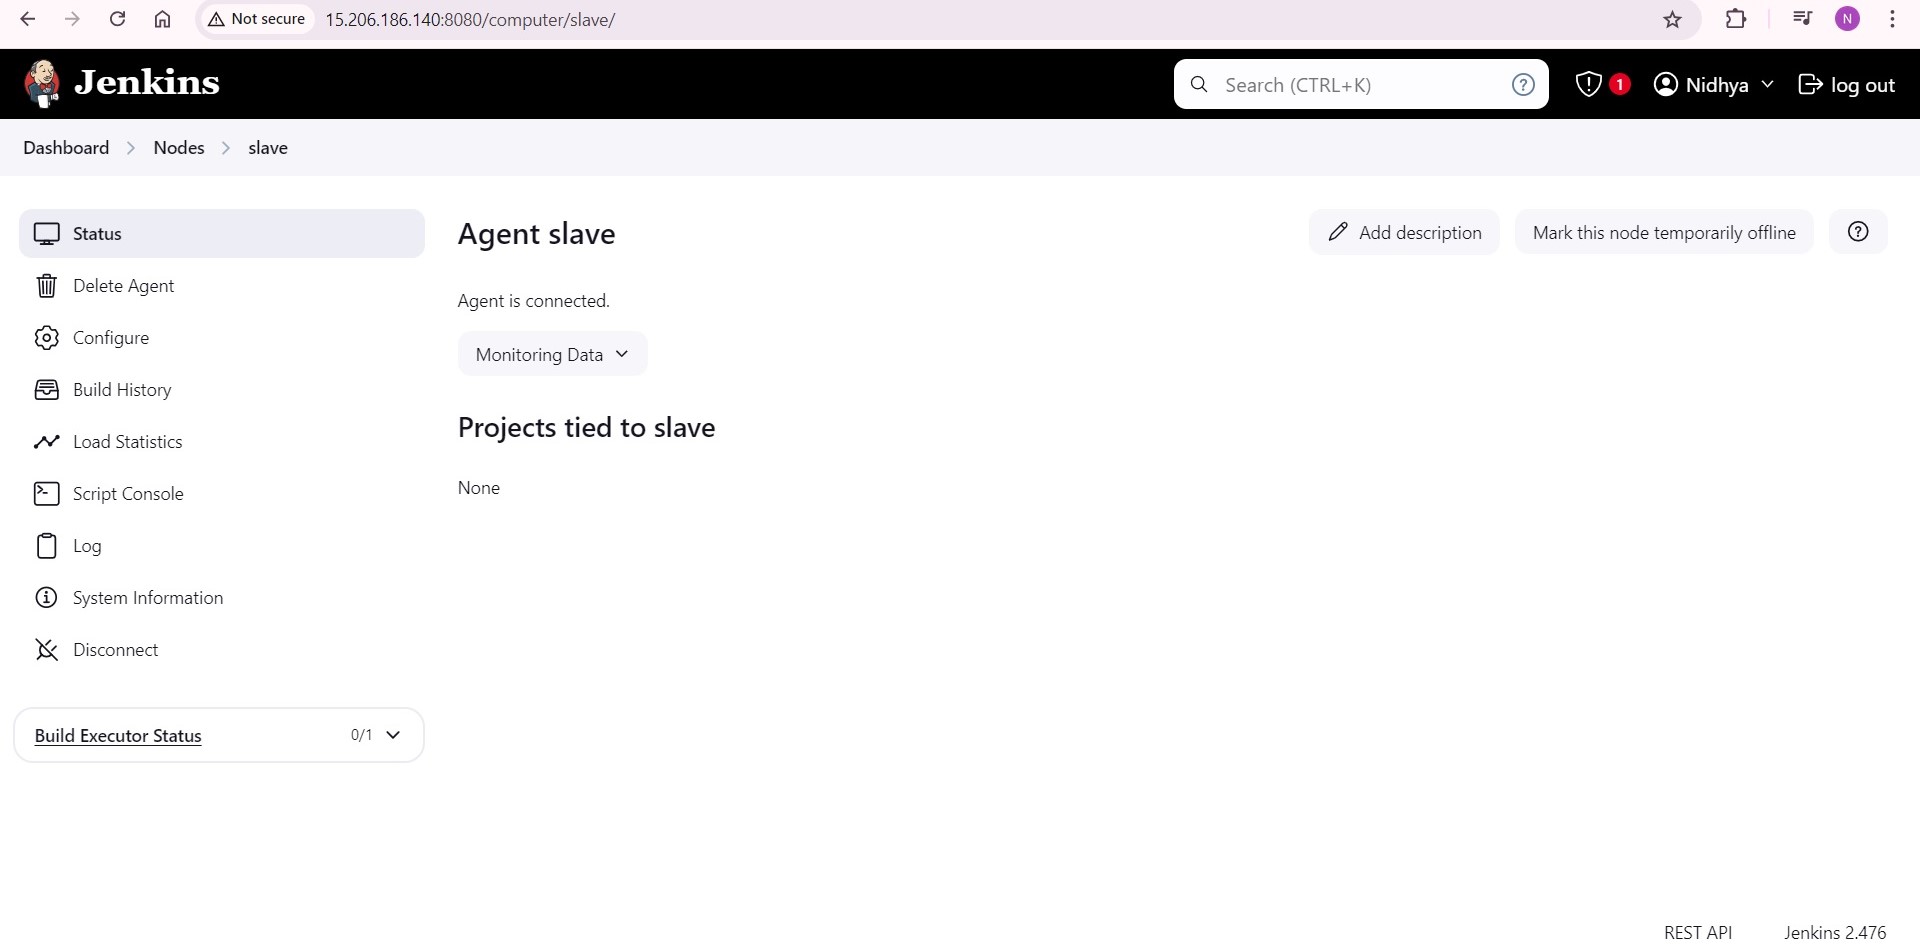 Not secure 15.206.186.140:8080/computer/slave/ N
Jenkins Search (CTRL+K) ? 1 Nidhya log out
Dashboard Nodes slave
Status
Delete Agent
Configure
Build History
Load Statistics
Script Console
Log
System Information
Disconnect
Build Executor Status 0/1
Agent slave
Add description Mark this node temporarily offline ?
Agent is connected.
Monitoring Data
Projects tied to slave
None
REST API Jenkins 2.476